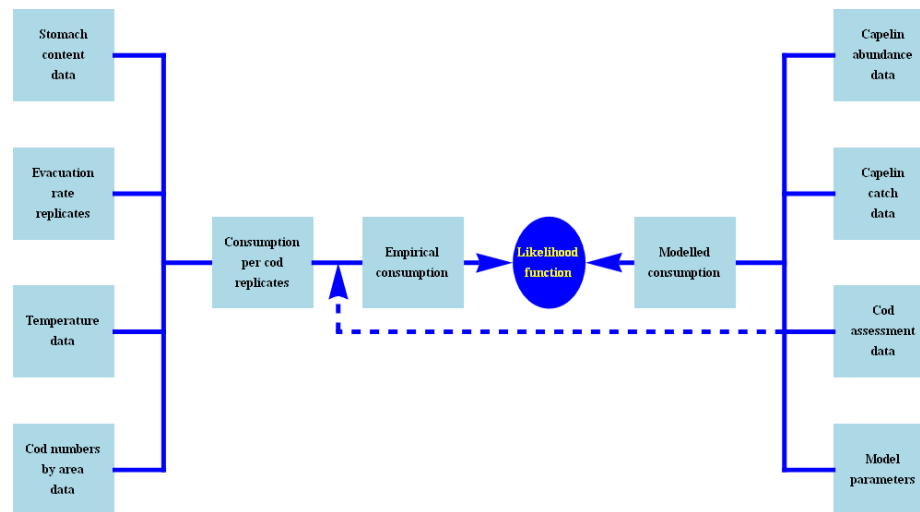 Stomach
content
data
Evacuation
rate
replicates
Temperature
data
Cod numbers
by area
data
Consumption
per cod
replicates
Empirical
consumption
Likelihood
function
Modelled
consumption
Capelin
abundance
data
Capelin
catch
data
Cod
assessment
data
Model
parameters